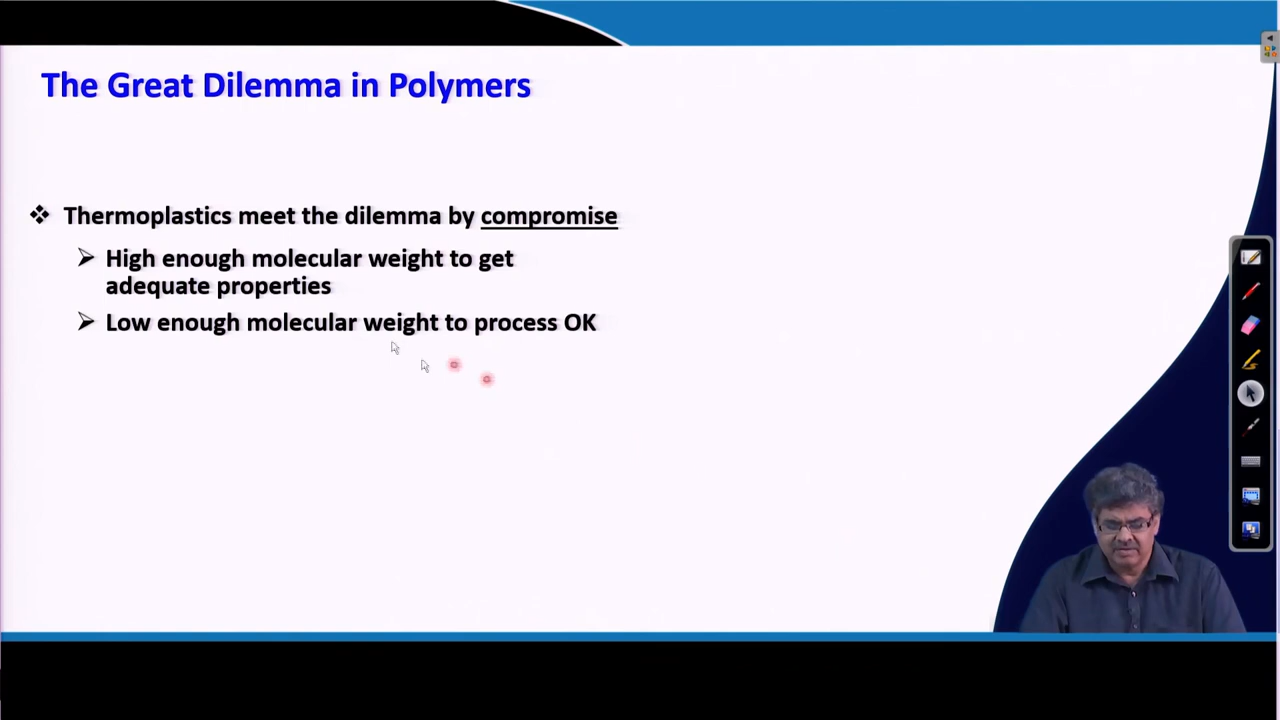 The Great Dilemma in Polymers
Thermoplastics meet the dilemma by compromise
High enough molecular weight to get
adequate properties
Low enough molecular weight to process OK